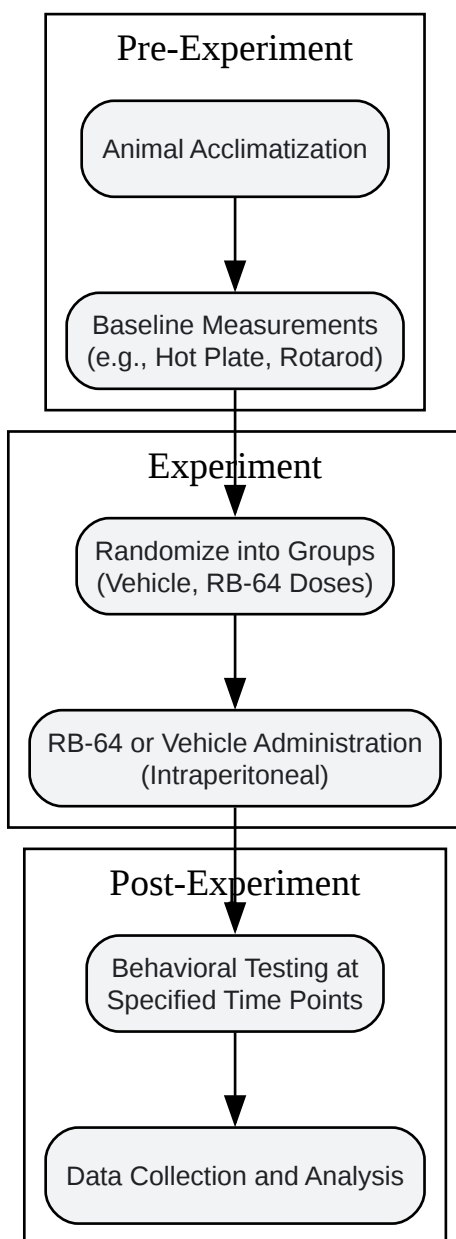 Pre-Experiment
Animal Acclimatization
Baseline Measurements
(e.g., Hot Plate, Rotarod)
Experiment
Randomize into Groups
(Vehicle, RB-64 Doses)
RB-64 or Vehicle Administration
(Intraperitoneal)
Post-Experiment
Behavioral Testing at
Specified Time Points
Data Collection and Analysis